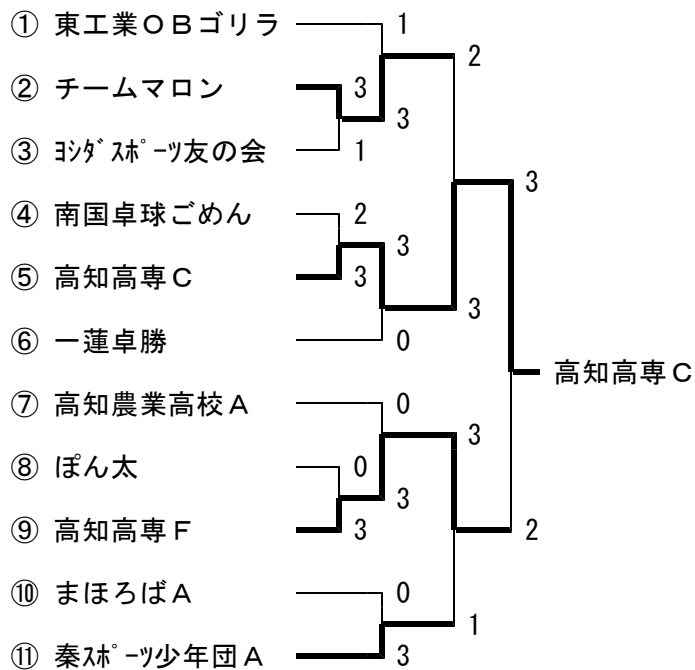 ① 東工業OBゴリラ
1
2
② チームマロン
3
3
③ ﾖｼﾀﾞｽﾎﾟｰﾂ友の会
1
3
④ 南国卓球ごめん
2
3
⑤ 高知高専C
3
3
⑥ 一蓮卓勝
0
高知高専C
⑦ 高知農業高校A
0
3
⑧ ぽん太
0
3
⑨ 高知高専F
3
2
⑩ まほろばA
0
1
⑪ 秦ｽﾎﾟｰﾂ少年団A
3